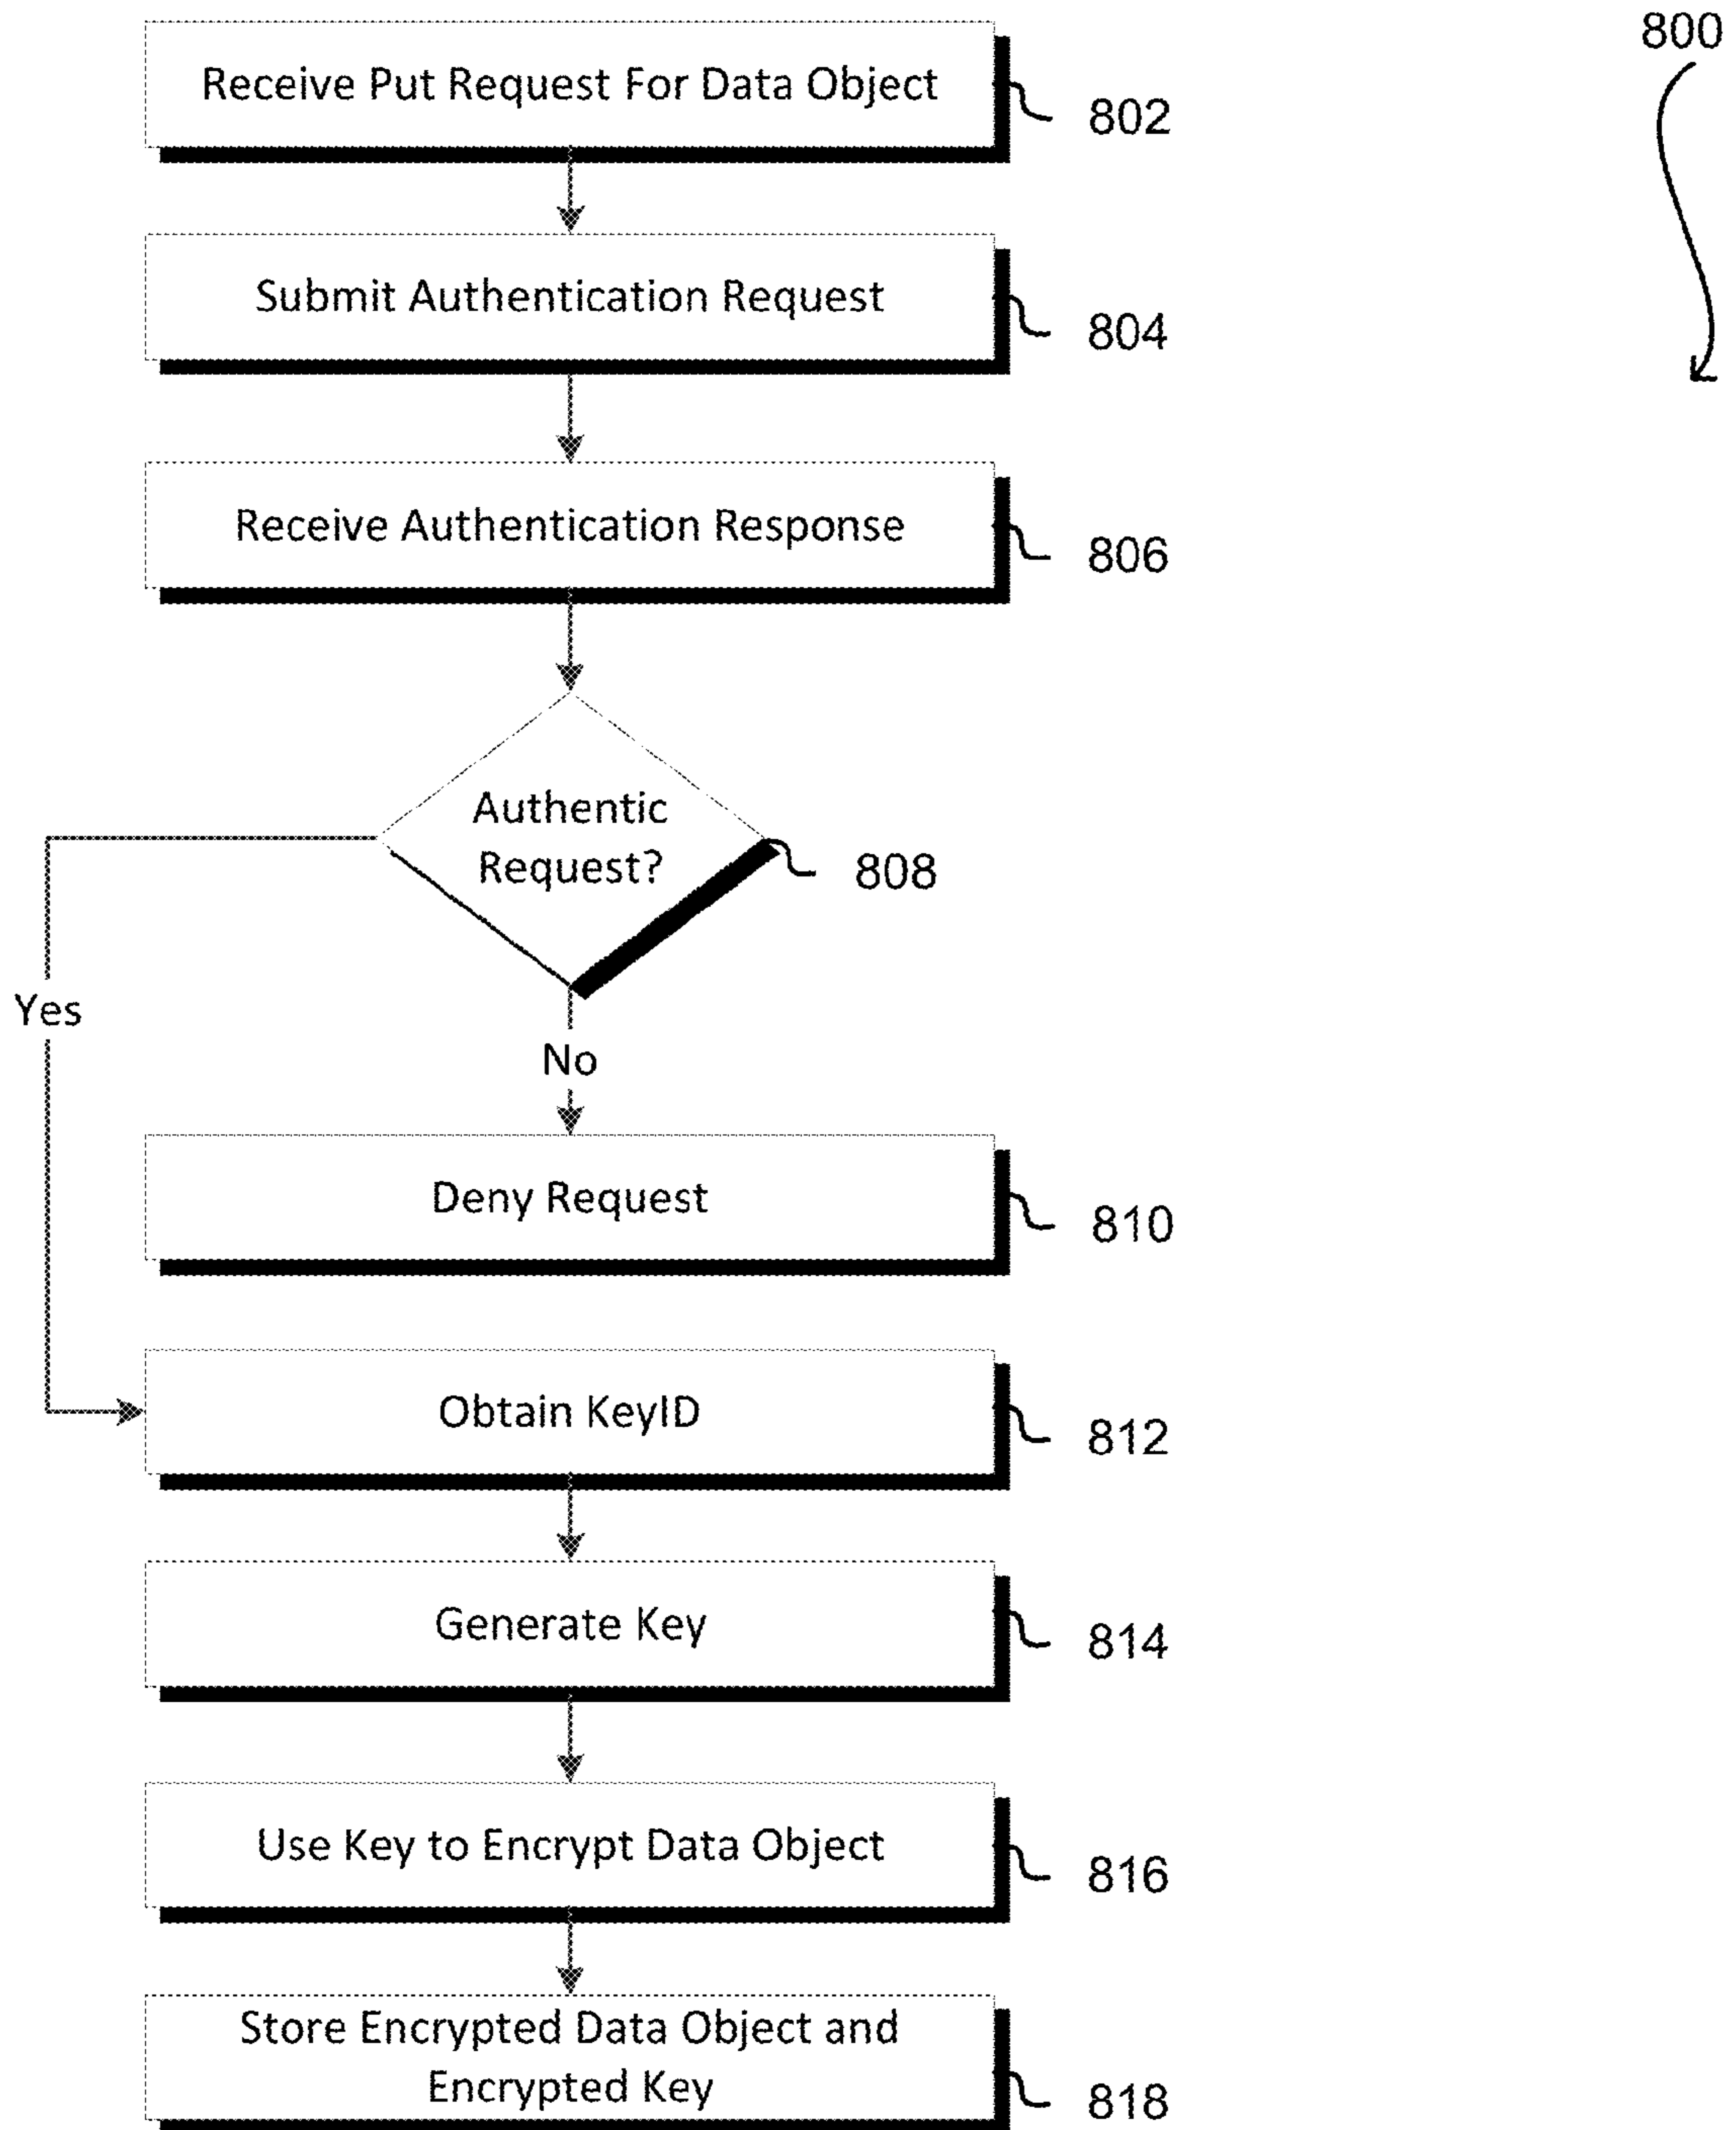 800
Receive Put Request For Data Object
802
Submit Authentication Request
804
Receive Authentication Response
806
Authentic
Request?
808
Yes
No
Deny Request
810
Obtain KeyID
812
Generate Key
814
Use Key to Encrypt Data Object
816
Store Encrypted Data Object and
Encrypted Key
818